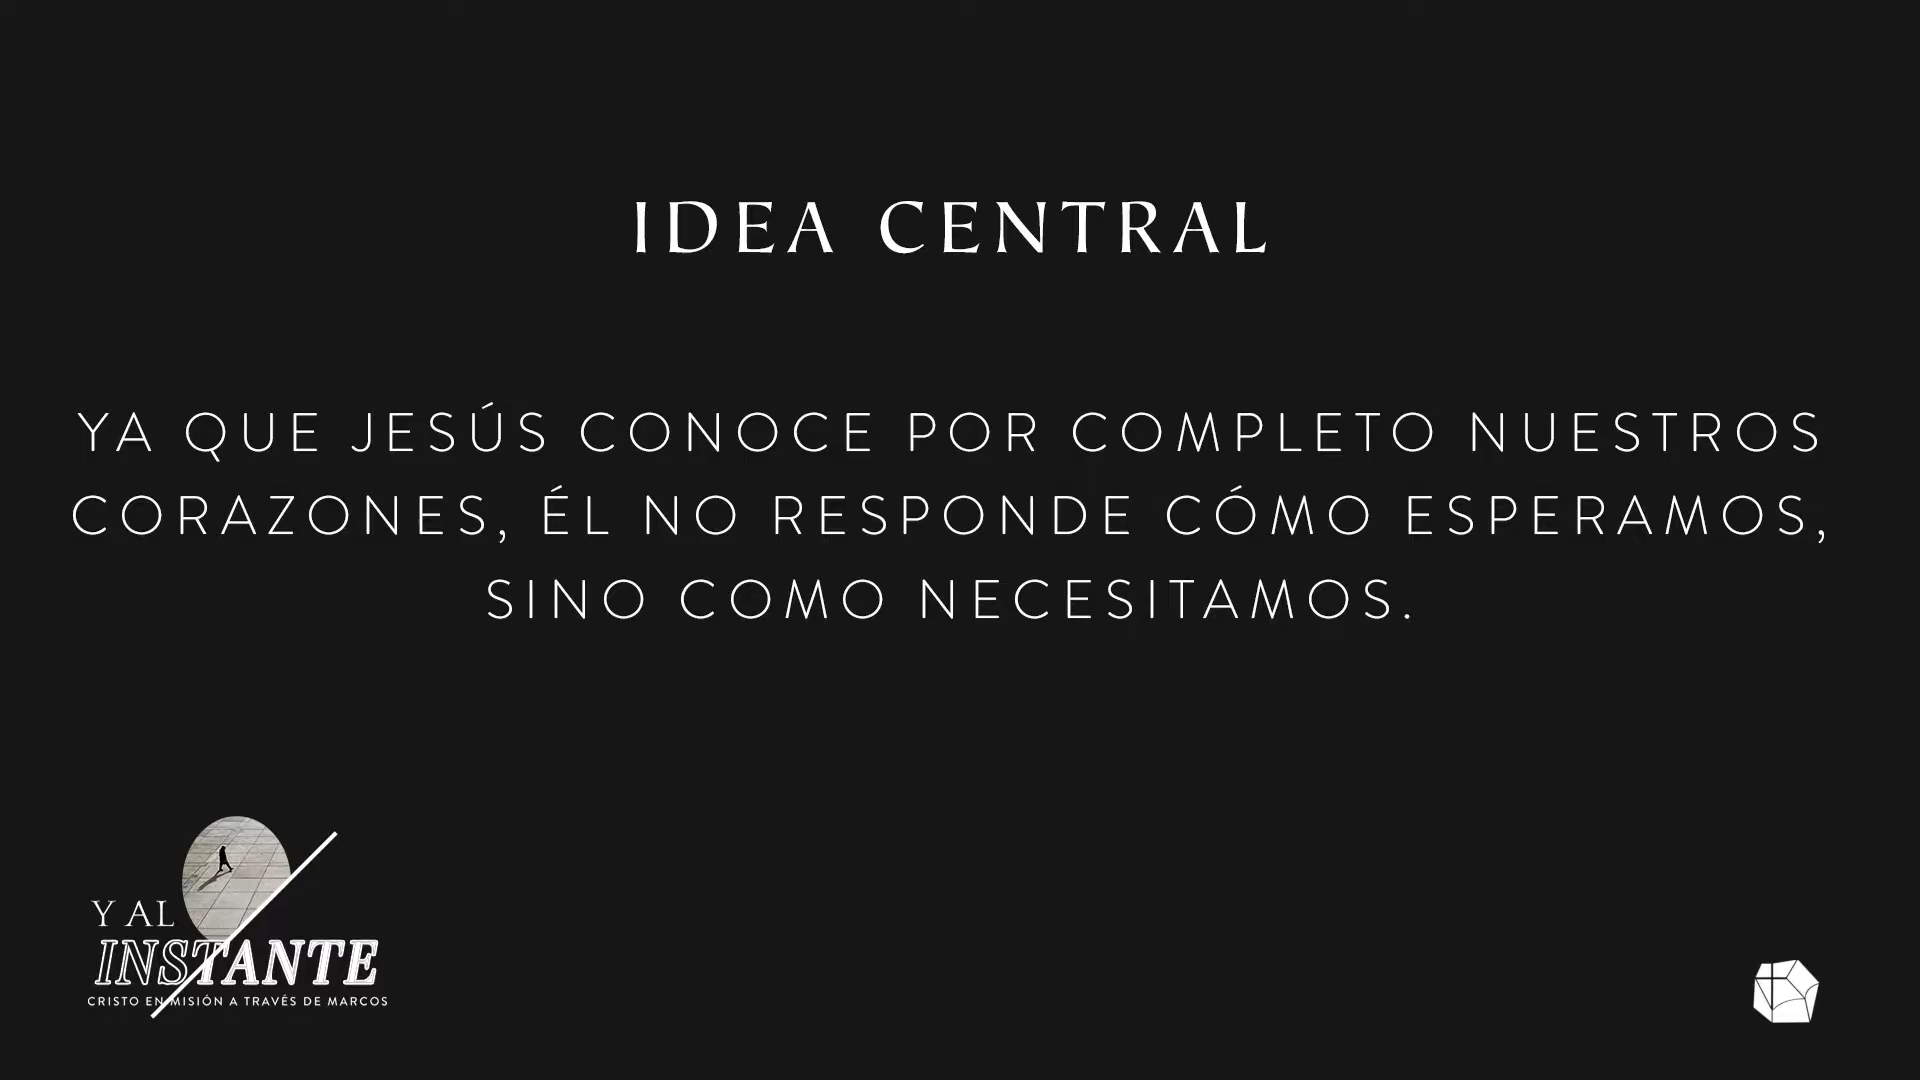 IDEA CENTRAL
YA QUE JESÚS CONOCE POR COMPLETO NUESTROS
CORAZONES, ÉL NO RESPONDE CÓMO ESPERAMOS,
SINO COMO NECESITAMOS.
Y AL
INSTANTE
CRISTO EN MISIÓN A TRAVÉS DE MARCOS